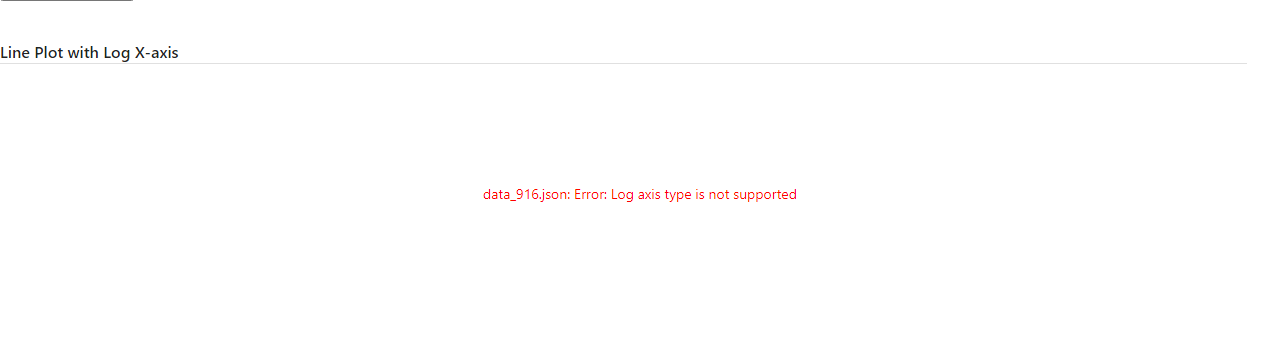 Line Plot with Log X-axis
data_916.json: Error: Log axis type is not supported